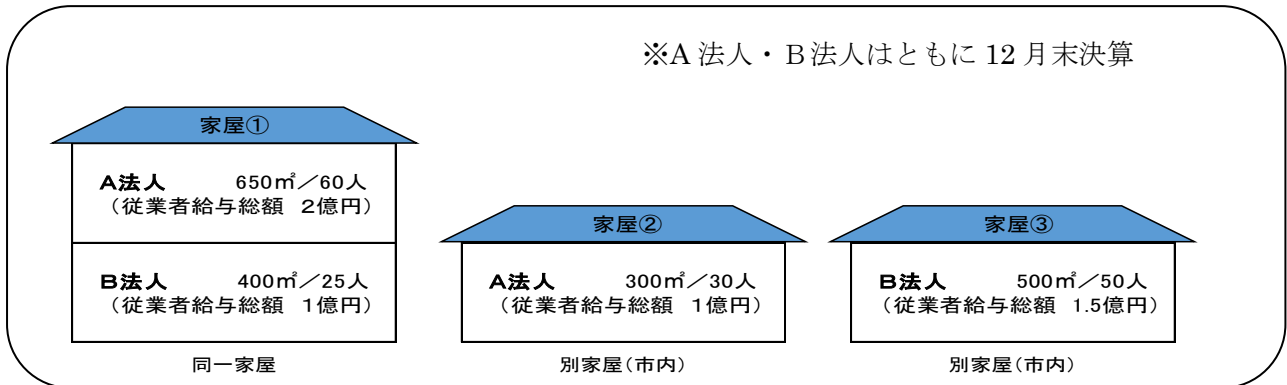 ※A 法人・B法人はともに 12 月末決算
家屋①
A法人 650㎡／60人
（従業者給与総額 2億円）
B法人 400㎡／25人
（従業者給与総額 1億円）
同一家屋
家屋②
A法人 300㎡／30人
（従業者給与総額 1億円）
別家屋(市内)
家屋③
B法人 500㎡／50人
（従業者給与総額 1.5億円）
別家屋(市内)